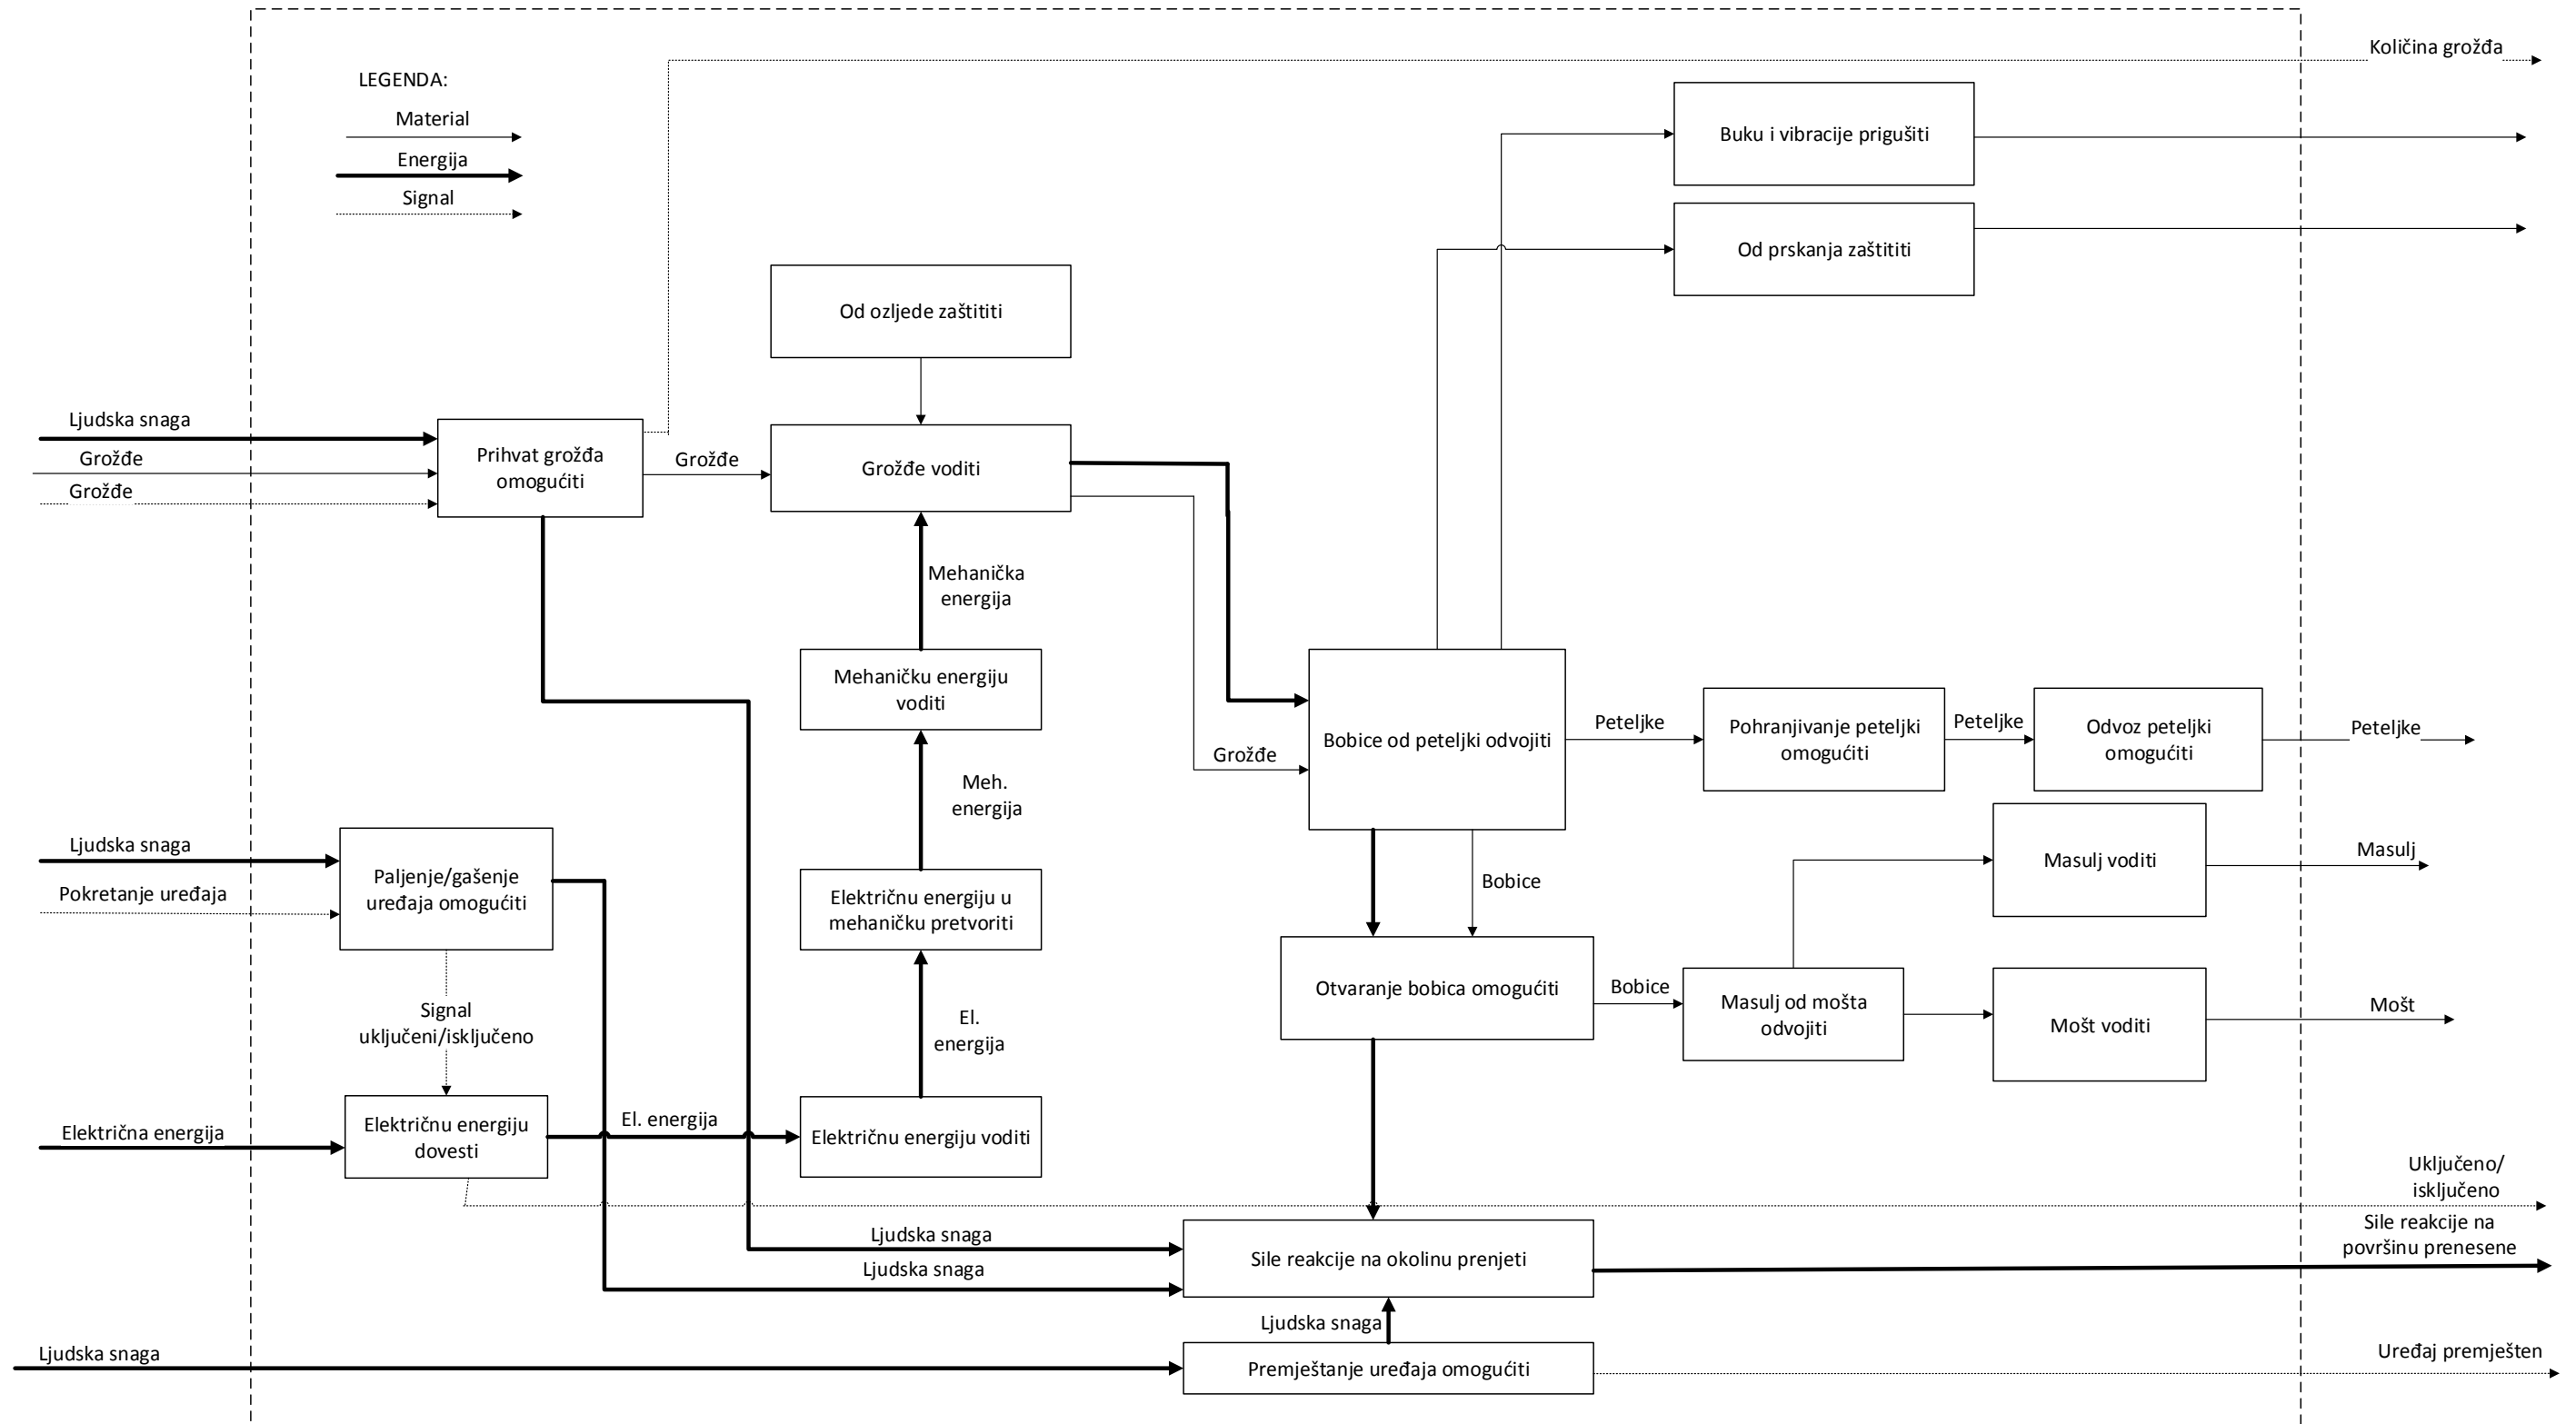 Količina grožđa
LEGENDA:
Material
Energija
Signal
Buku i vibracije prigušiti
Od prskanja zaštititi
Od ozljede zaštititi
Ljudska snaga
Grožđe
Grožđe
Prihvat grožđa
omogućiti
Grožđe
Grožđe voditi
Mehanička
energija
Mehaničku energiju
voditi
Grožđe
Bobice od peteljki odvojiti
Peteljke
Pohranjivanje peteljki
omogućiti
Peteljke
Odvoz peteljki
omogućiti
Peteljke
Meh.
energija
Ljudska snaga
Pokretanje uređaja
Paljenje/gašenje
uređaja omogućiti
Električnu energiju u
mehaničku pretvoriti
Bobice
Masulj voditi
Masulj
Signal
uključeni/isključeno
El.
energija
Otvaranje bobica omogućiti
Bobice
Masulj od mošta
odvojiti
Mošt voditi
Mošt
Električna energija
Električnu energiju
dovesti
El. energija
Električnu energiju voditi
Uključeno/
isključeno
Ljudska snaga
Ljudska snaga
Sile reakcije na okolinu prenjeti
Sile reakcije na
površinu prenesene
Ljudska snaga
Ljudska snaga
Premještanje uređaja omogućiti
Uređaj premješten